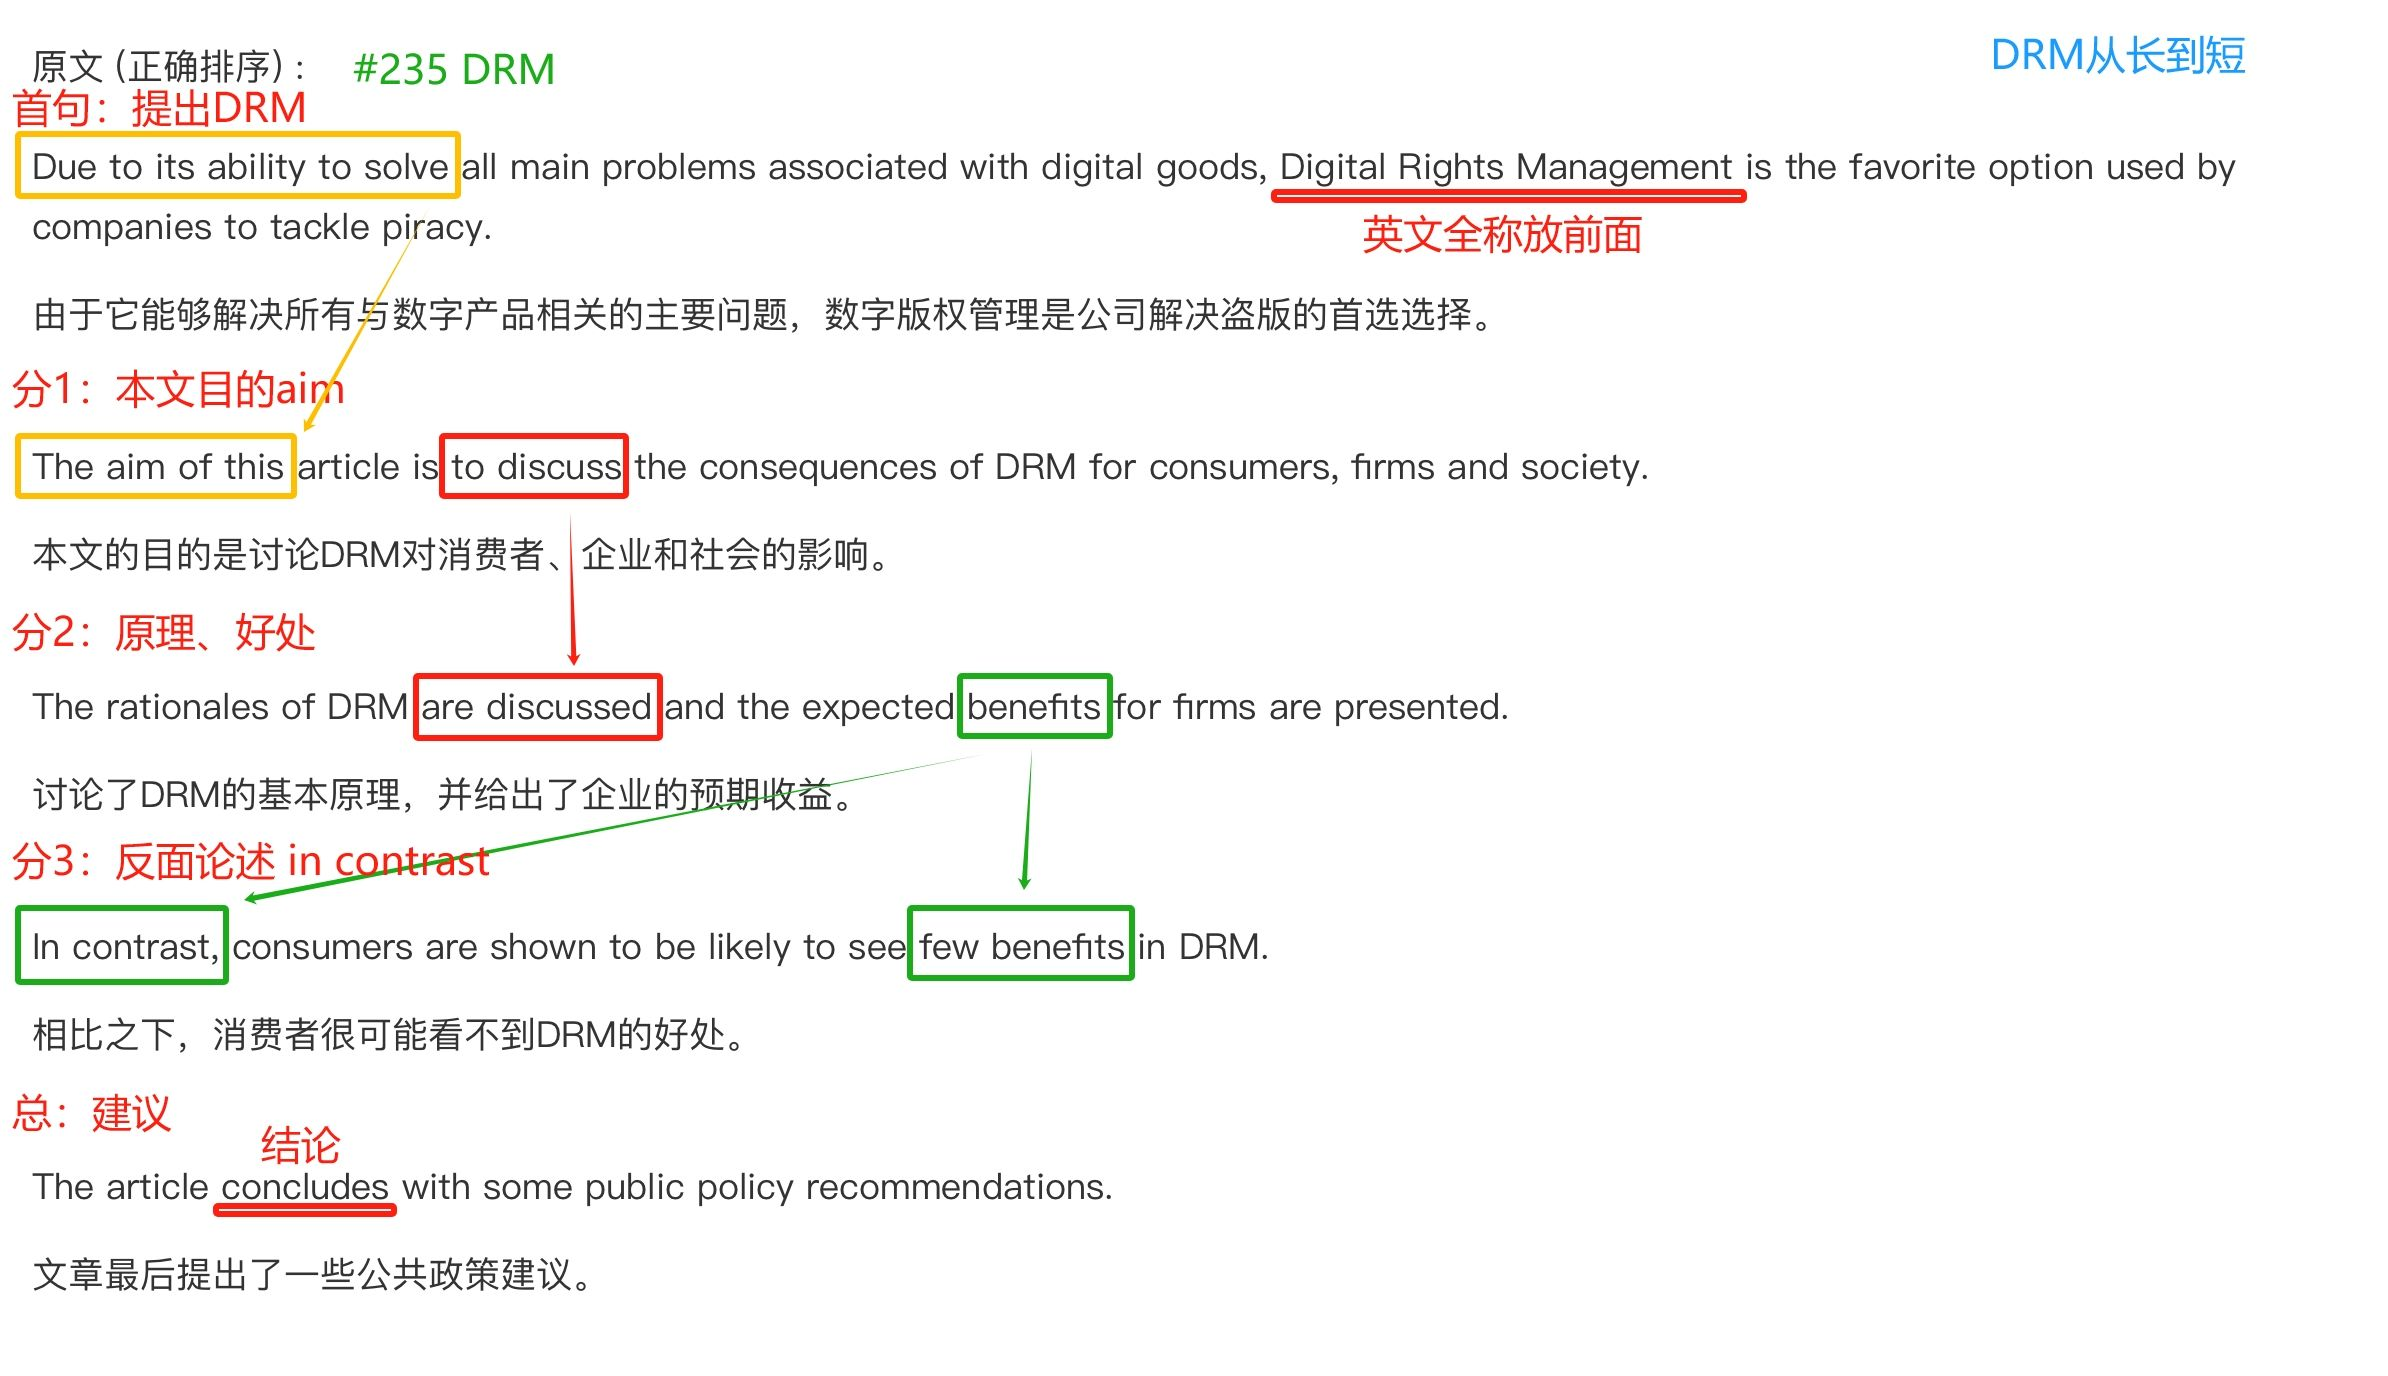 原文 (正确排序) : #235 DRM DRM从长到短
首句：提出DRM
Due to its ability to solve all main problems associated with digital goods, Digital Rights Management is the favorite option used by
companies to tackle piracy.
英文全称放前面
由于它能够解决所有与数字产品相关的主要问题，数字版权管理是公司解决盗版的首选选择。
分1：本文目的aim
The aim of this article is to discuss the consequences of DRM for consumers, firms and society.
本文的目的是讨论DRM对消费者、企业和社会的影响。
分2：原理、好处
The rationales of DRM are discussed and the expected benefits for firms are presented.
讨论了DRM的基本原理，并给出了企业的预期收益。
分3：反面论述 in contrast
In contrast, consumers are shown to be likely to see few benefits in DRM.
相比之下，消费者很可能看不到DRM的好处。
总：建议
结论
The article concludes with some public policy recommendations.
文章最后提出了一些公共政策建议。